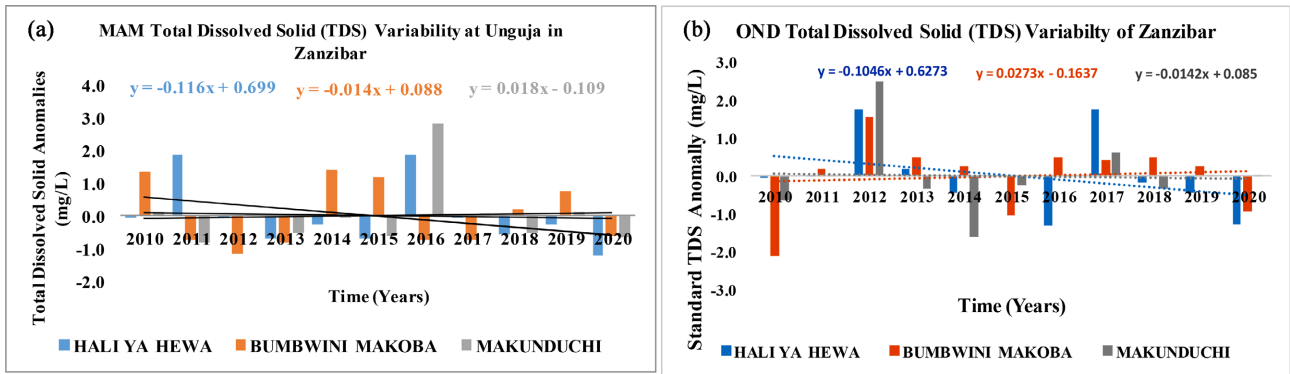 (a)
MAM Total Dissolved Solid (TDS) Variability at Unguja in
Zanzibar
Total Dissolved Solid Anomalies
(mg/L)
y = -0.116x + 0.699
y = -0.014x + 0.088
y = 0.018x - 0.109
4.0
3.0
2.0
1.0
0.0
-1.0
-2.0
2010 2011 2012 2013 2014 2015 2016 2017 2018 2019 2020
Time (Years)
HALI YA HEWA BUMBWINI MAKOBA MAKUNDUCHI
(b)
OND Total Dissolved Solid (TDS) Variabilty of Zanzibar
Standard TDS Anomally (mg/L)
y = -0.1046x + 0.6273
y = 0.0273x - 0.1637
y = -0.0142x + 0.085
3.0
2.0
1.0
0.0
-1.0
-2.0
-3.0
2010 2011 2012 2013 2014 2015 2016 2017 2018 2019 2020
Time (Years)
HALI YA HEWA BUMBWINI MAKOBA MAKUNDUCHI